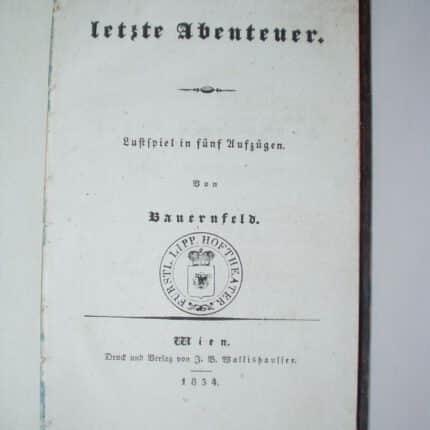 letzte Abenteuer.
Lustspiel in fünf Aufzügen.
Von
Bauernfeld.
FÜRSTL. LIPP. HOFTHEATER
Wien.
Druck und Verlag von J. B. Wallishausser.
1834.